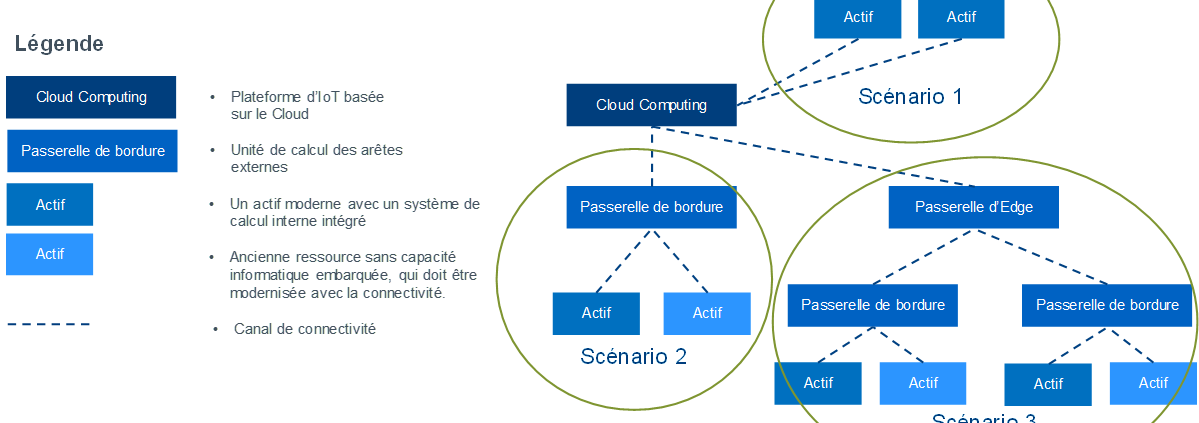 Légende
Cloud Computing
• Plateforme d'IoT basée
sur le Cloud
Passerelle de bordure
• Unité de calcul des arêtes
externes
Actif
• Un actif moderne avec un système de
calcul interne intégré
Actif
• Ancienne ressource sans capacité
informatique embarquée, qui doit être
modernisée avec la connectivité.
• Canal de connectivité
Actif
Actif
Scénario 1
Cloud Computing
Passerelle de bordure
Actif
Actif
Scénario 2
Passerelle d'Edge
Passerelle de bordure
Passerelle de bordure
Actif
Actif
Actif
Actif
Scénario 3